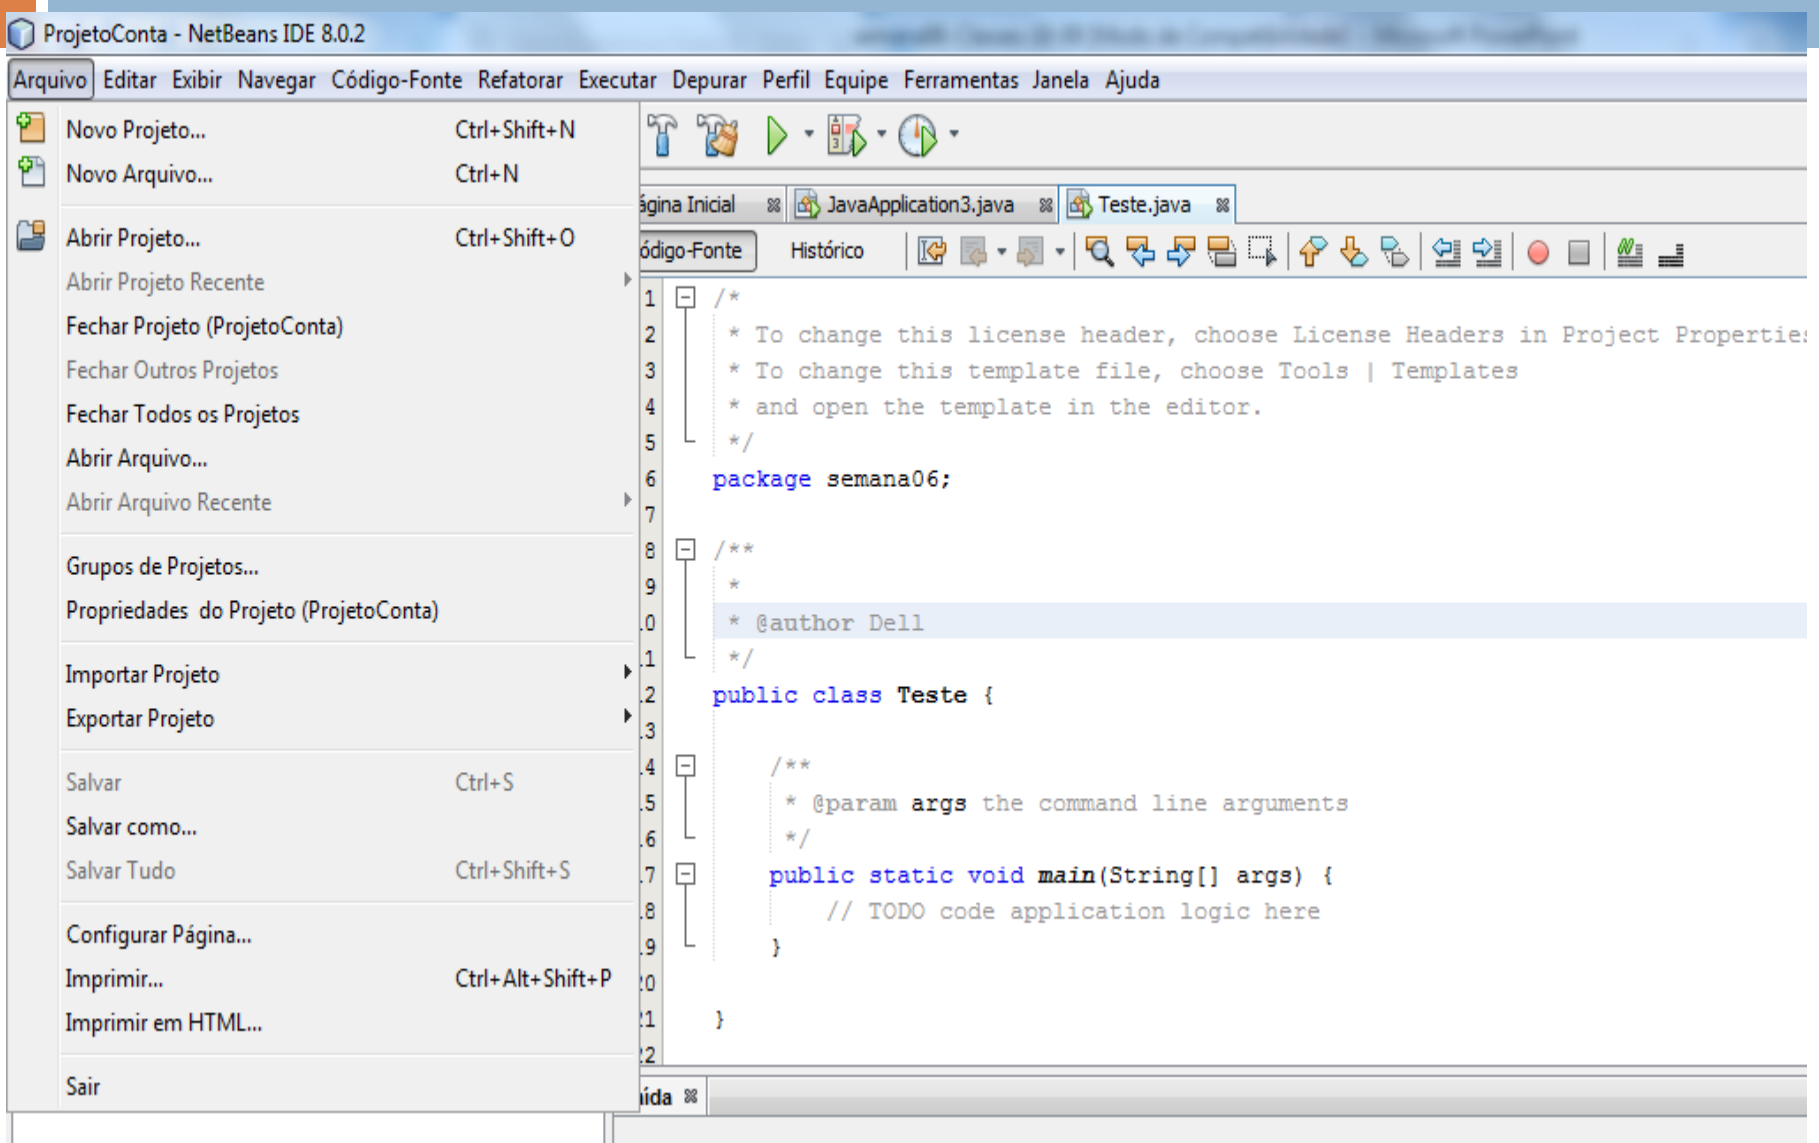 ProjetoConta - NetBeans IDE 8.0.2
Arquivo Editar Exibir Navegar Código-Fonte Refatorar Executar Depurar Perfil Equipe Ferramentas Janela Ajuda
Novo Projeto... Ctrl+Shift+N
Novo Arquivo... Ctrl+N
Abrir Projeto... Ctrl+Shift+O
Abrir Projeto Recente
Fechar Projeto (ProjetoConta)
Fechar Outros Projetos
Fechar Todos os Projetos
Abrir Arquivo...
Abrir Arquivo Recente
Grupos de Projetos...
Propriedades do Projeto (ProjetoConta)
Importar Projeto
Exportar Projeto
Salvar Ctrl+S
Salvar como...
Salvar Tudo Ctrl+Shift+S
Configurar Página...
Imprimir... Ctrl+Alt+Shift+P
Imprimir em HTML...
Sair
ágina Inicial JavaApplication3.java Teste.java
ódigo-Fonte Histórico
1 /*
2 * To change this license header, choose License Headers in Project Properties
3 * To change this template file, choose Tools | Templates
4 * and open the template in the editor.
5 */
6 package semana06;
7
8 /**
9 *
0 * @author Dell
1 */
2 public class Teste {
3
4 /**
5 * @param args the command line arguments
6 */
7 public static void main(String[] args) {
8 // TODO code application logic here
9 }
0
1 }
2
ída